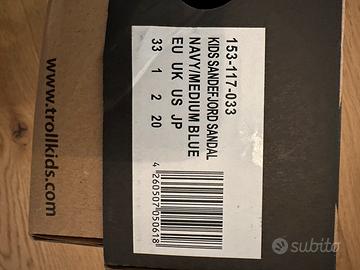 www.trollkids.com
153-117-033
KIDS SANDEFJORD SANDAL
NAVY/MEDIUM BLUE
EU UK US JP
33 1 2 20
4 260507 050618
subito